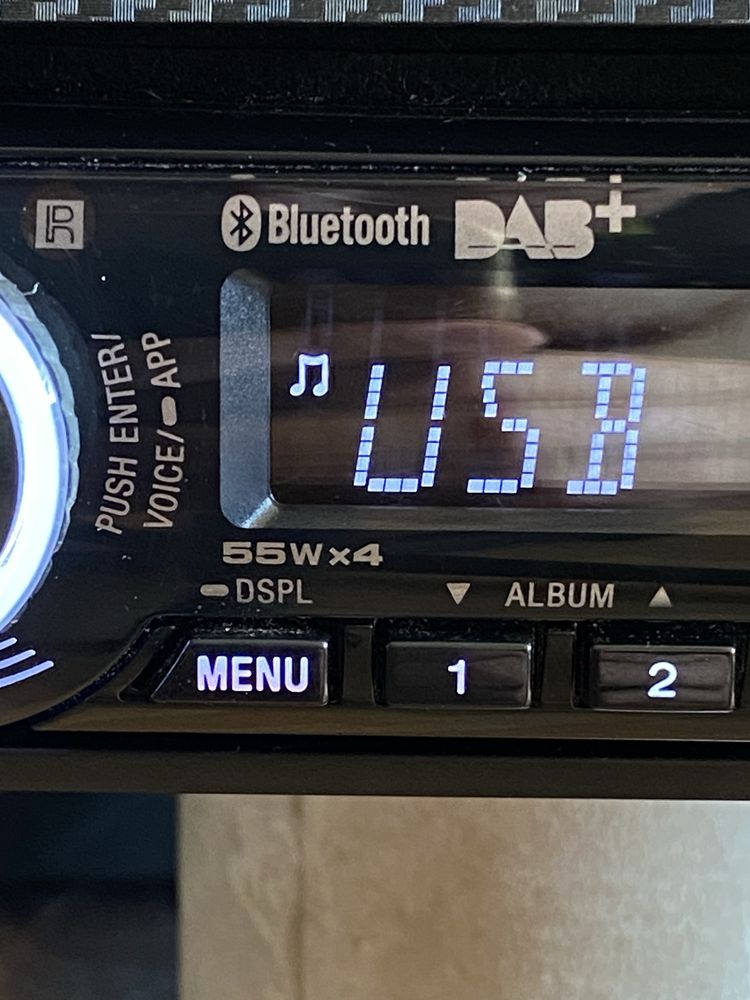 Bluetooth DAB+
PUSH ENTER/
VOICE/ APP
USB
55W×4
DSPL ▼ ALBUM ▲
MENU 1 2